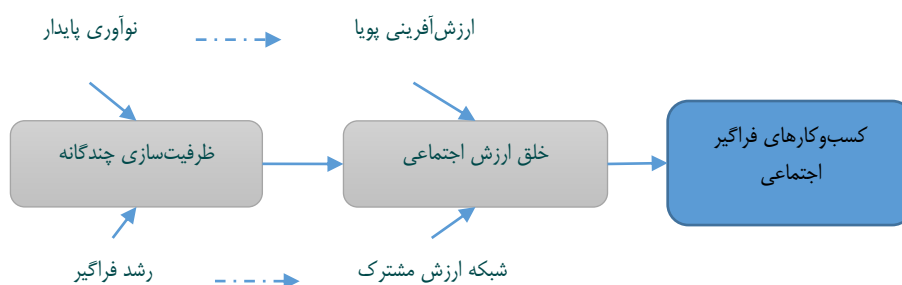 نوآوری پایدار
ارزش‌آفرینی پویا
ظرفیت‌سازی چندگانه
خلق ارزش اجتماعی
کسب‌وکارهای فراگیر
اجتماعی
رشد فراگیر
شبکه ارزش مشترک